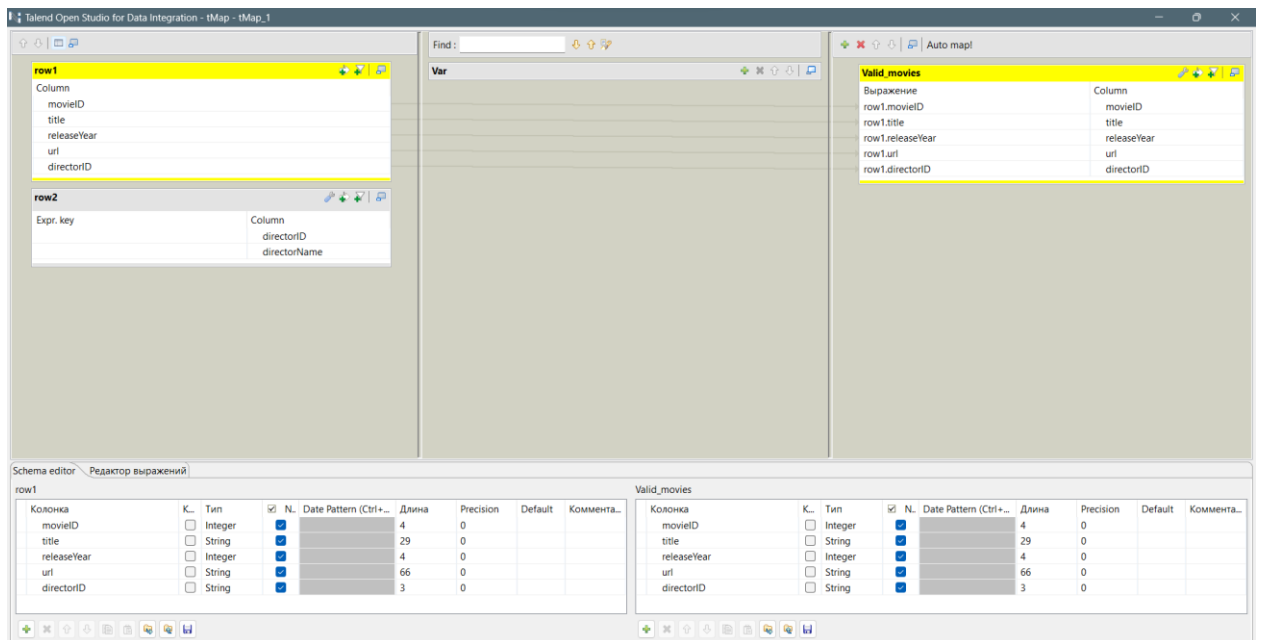 Talend Open Studio for Data Integration - tMap - tMap_1
Find :
Auto map!
row1
Column
movieID
title
releaseYear
url
directorID
row2
Expr. key Column
directorID
directorName
Var
Valid_movies
Выражение Column
row1.movieID movieID
row1.title title
row1.releaseYear releaseYear
row1.url url
row1.directorID directorID
Schema editor Редактор выражений
row1
Колонка К... Тип N.. Date Pattern (Ctrl+... Длина Precision Default Коммента...
movieID Integer 4 0
title String 29 0
releaseYear Integer 4 0
url String 66 0
directorID String 3 0
Valid_movies
Колонка К... Тип N.. Date Pattern (Ctrl+... Длина Precision Default Коммента...
movieID Integer 4 0
title String 29 0
releaseYear Integer 4 0
url String 66 0
directorID String 3 0